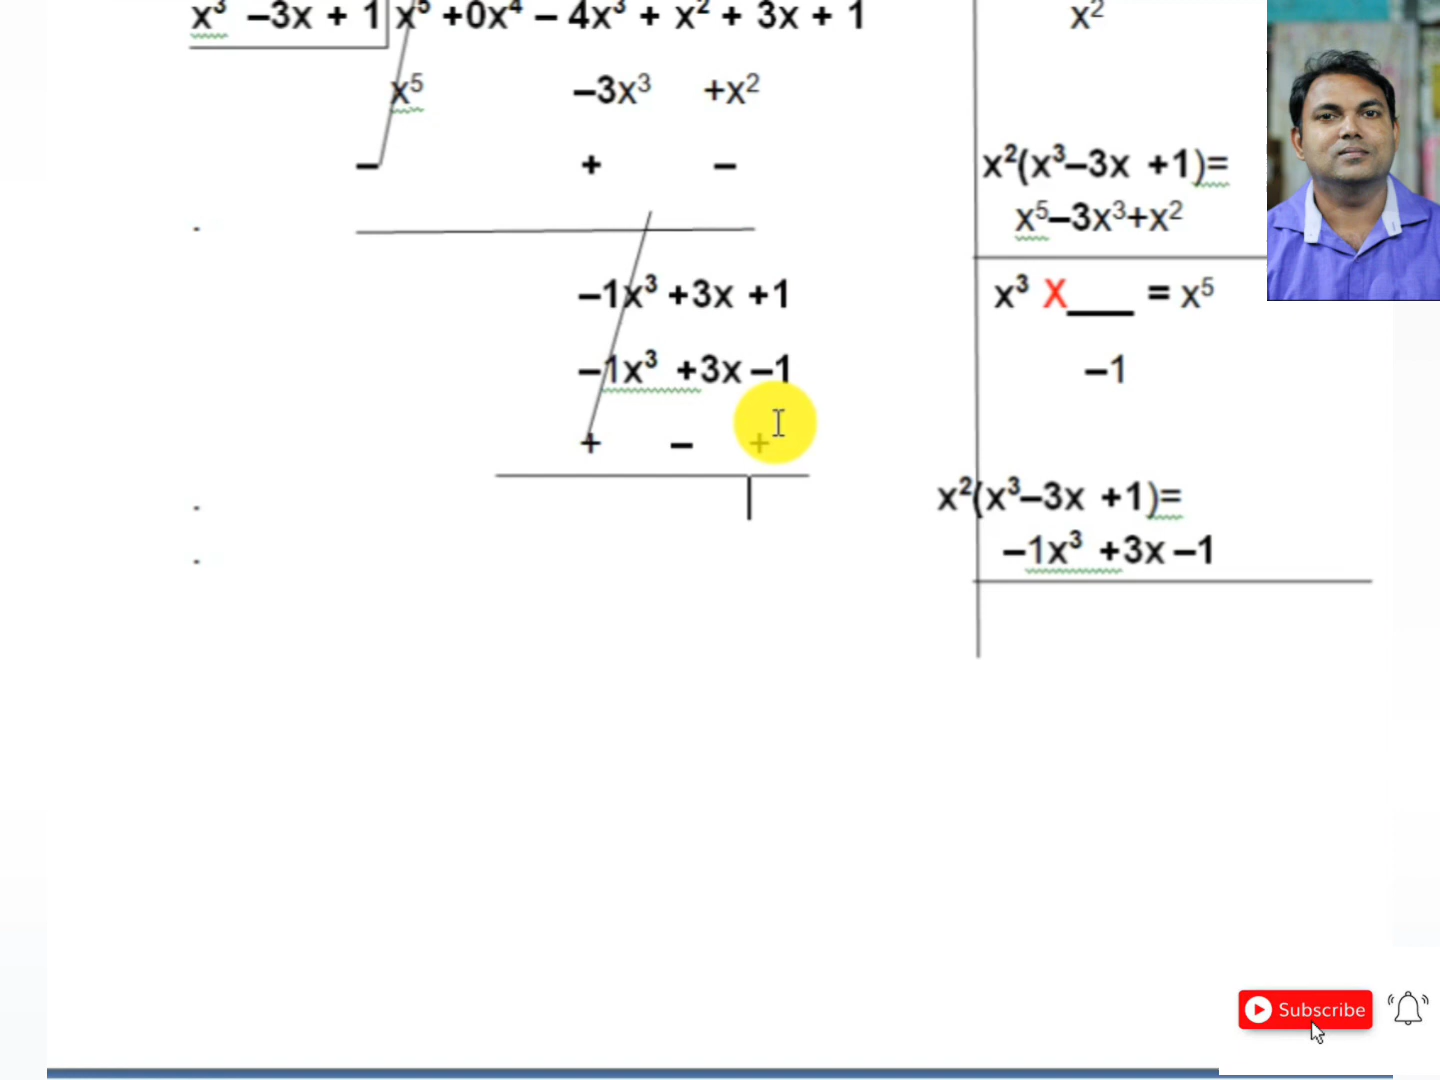 x³ −3x + 1 x⁵ +0x⁴ − 4x³ + x² + 3x + 1
x²
x⁵ −3x³ +x²
− + −
x²(x³−3x +1)=
x⁵−3x³+x²
−1x³ +3x +1
x³ X___ = x⁵
−1x³ +3x −1
−1
+ − +
x²(x³−3x +1)=
−1x³ +3x −1
Subscribe